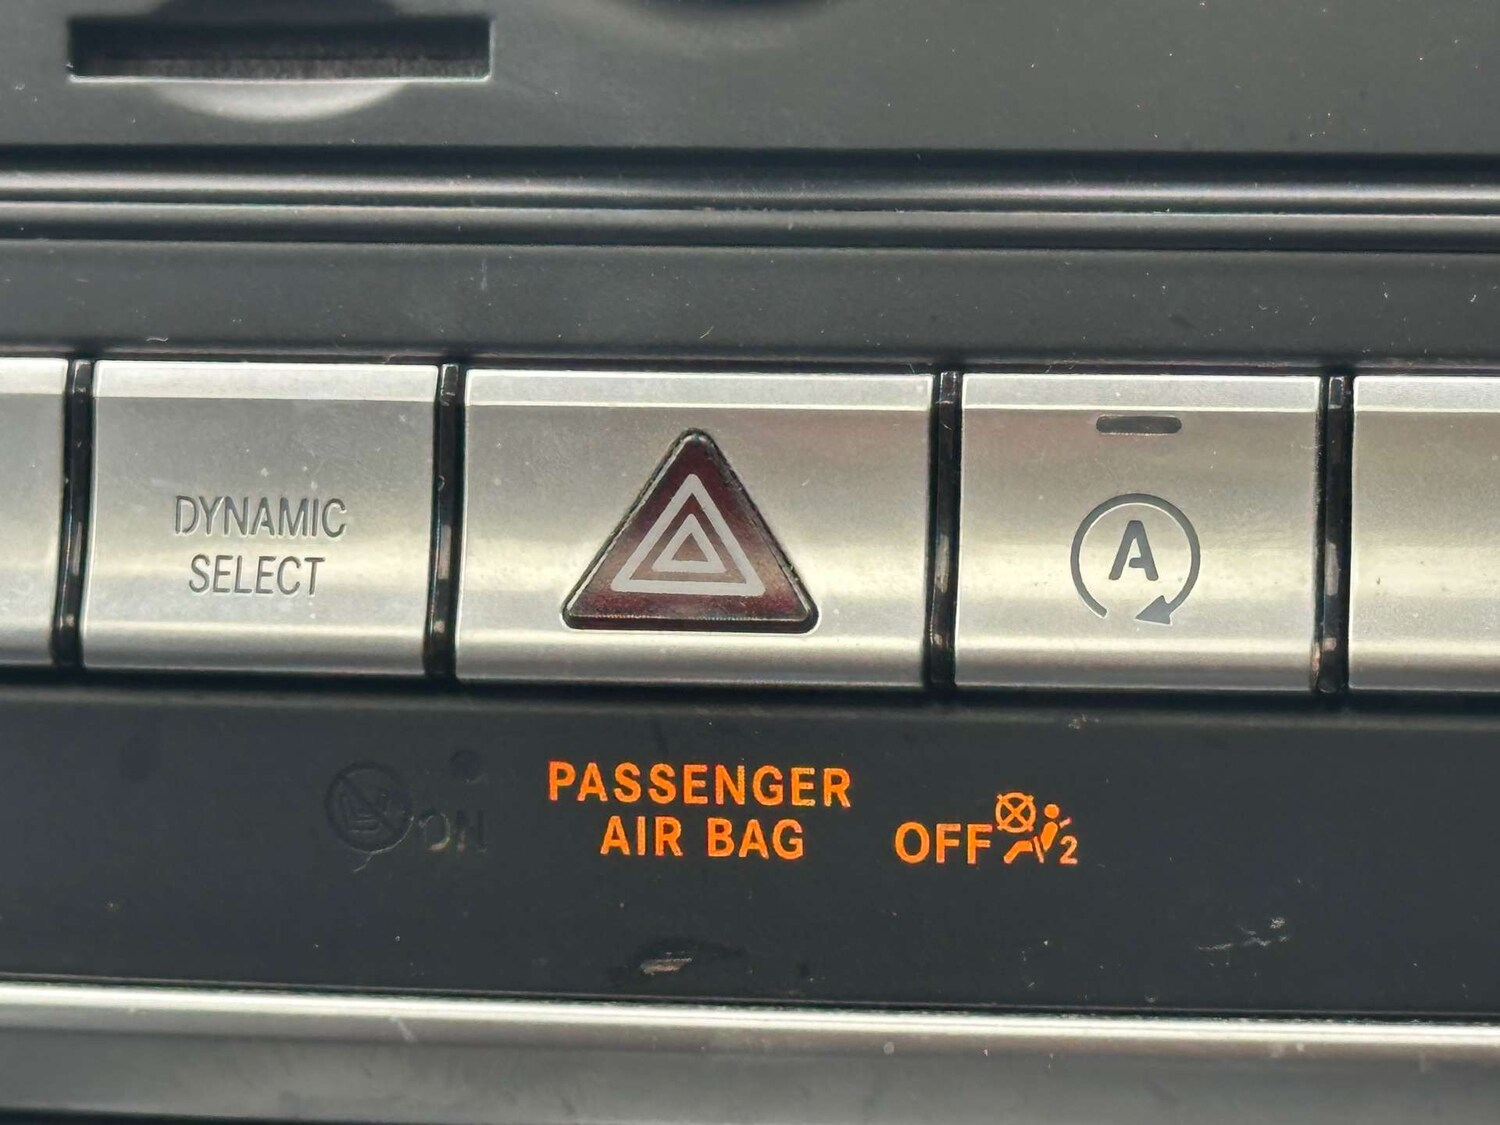 DYNAMIC
SELECT
A
ON
PASSENGER
AIR BAG
OFF
2